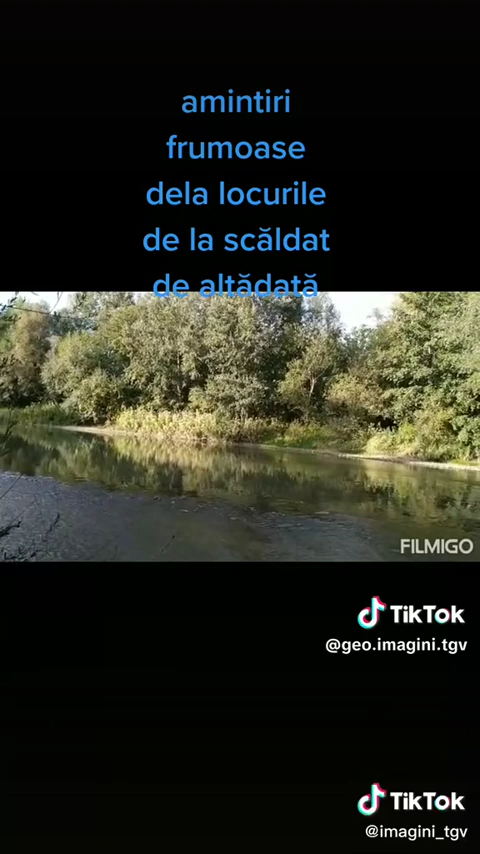 amintiri
frumoase
dela locurile
de la scăldat
de altădată
FILMIGO
TikTok
@geo.imagini.tgv
TikTok
@imagini_tgv